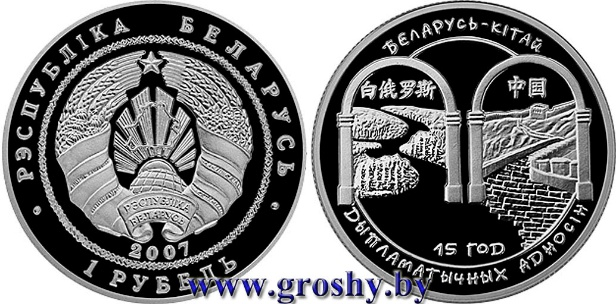 РЭСПУБЛІКА БЕЛАРУСЬ
РЭСПУБЛІКА
БЕЛАРУСЬ
2007
1 РУБЕЛЬ
БЕЛАРУСЬ-КІТАЙ
白俄罗斯
中国
15 ГОД
ДЫПЛАМАТЫЧНЫХ АДНОСІН
www.groshy.by